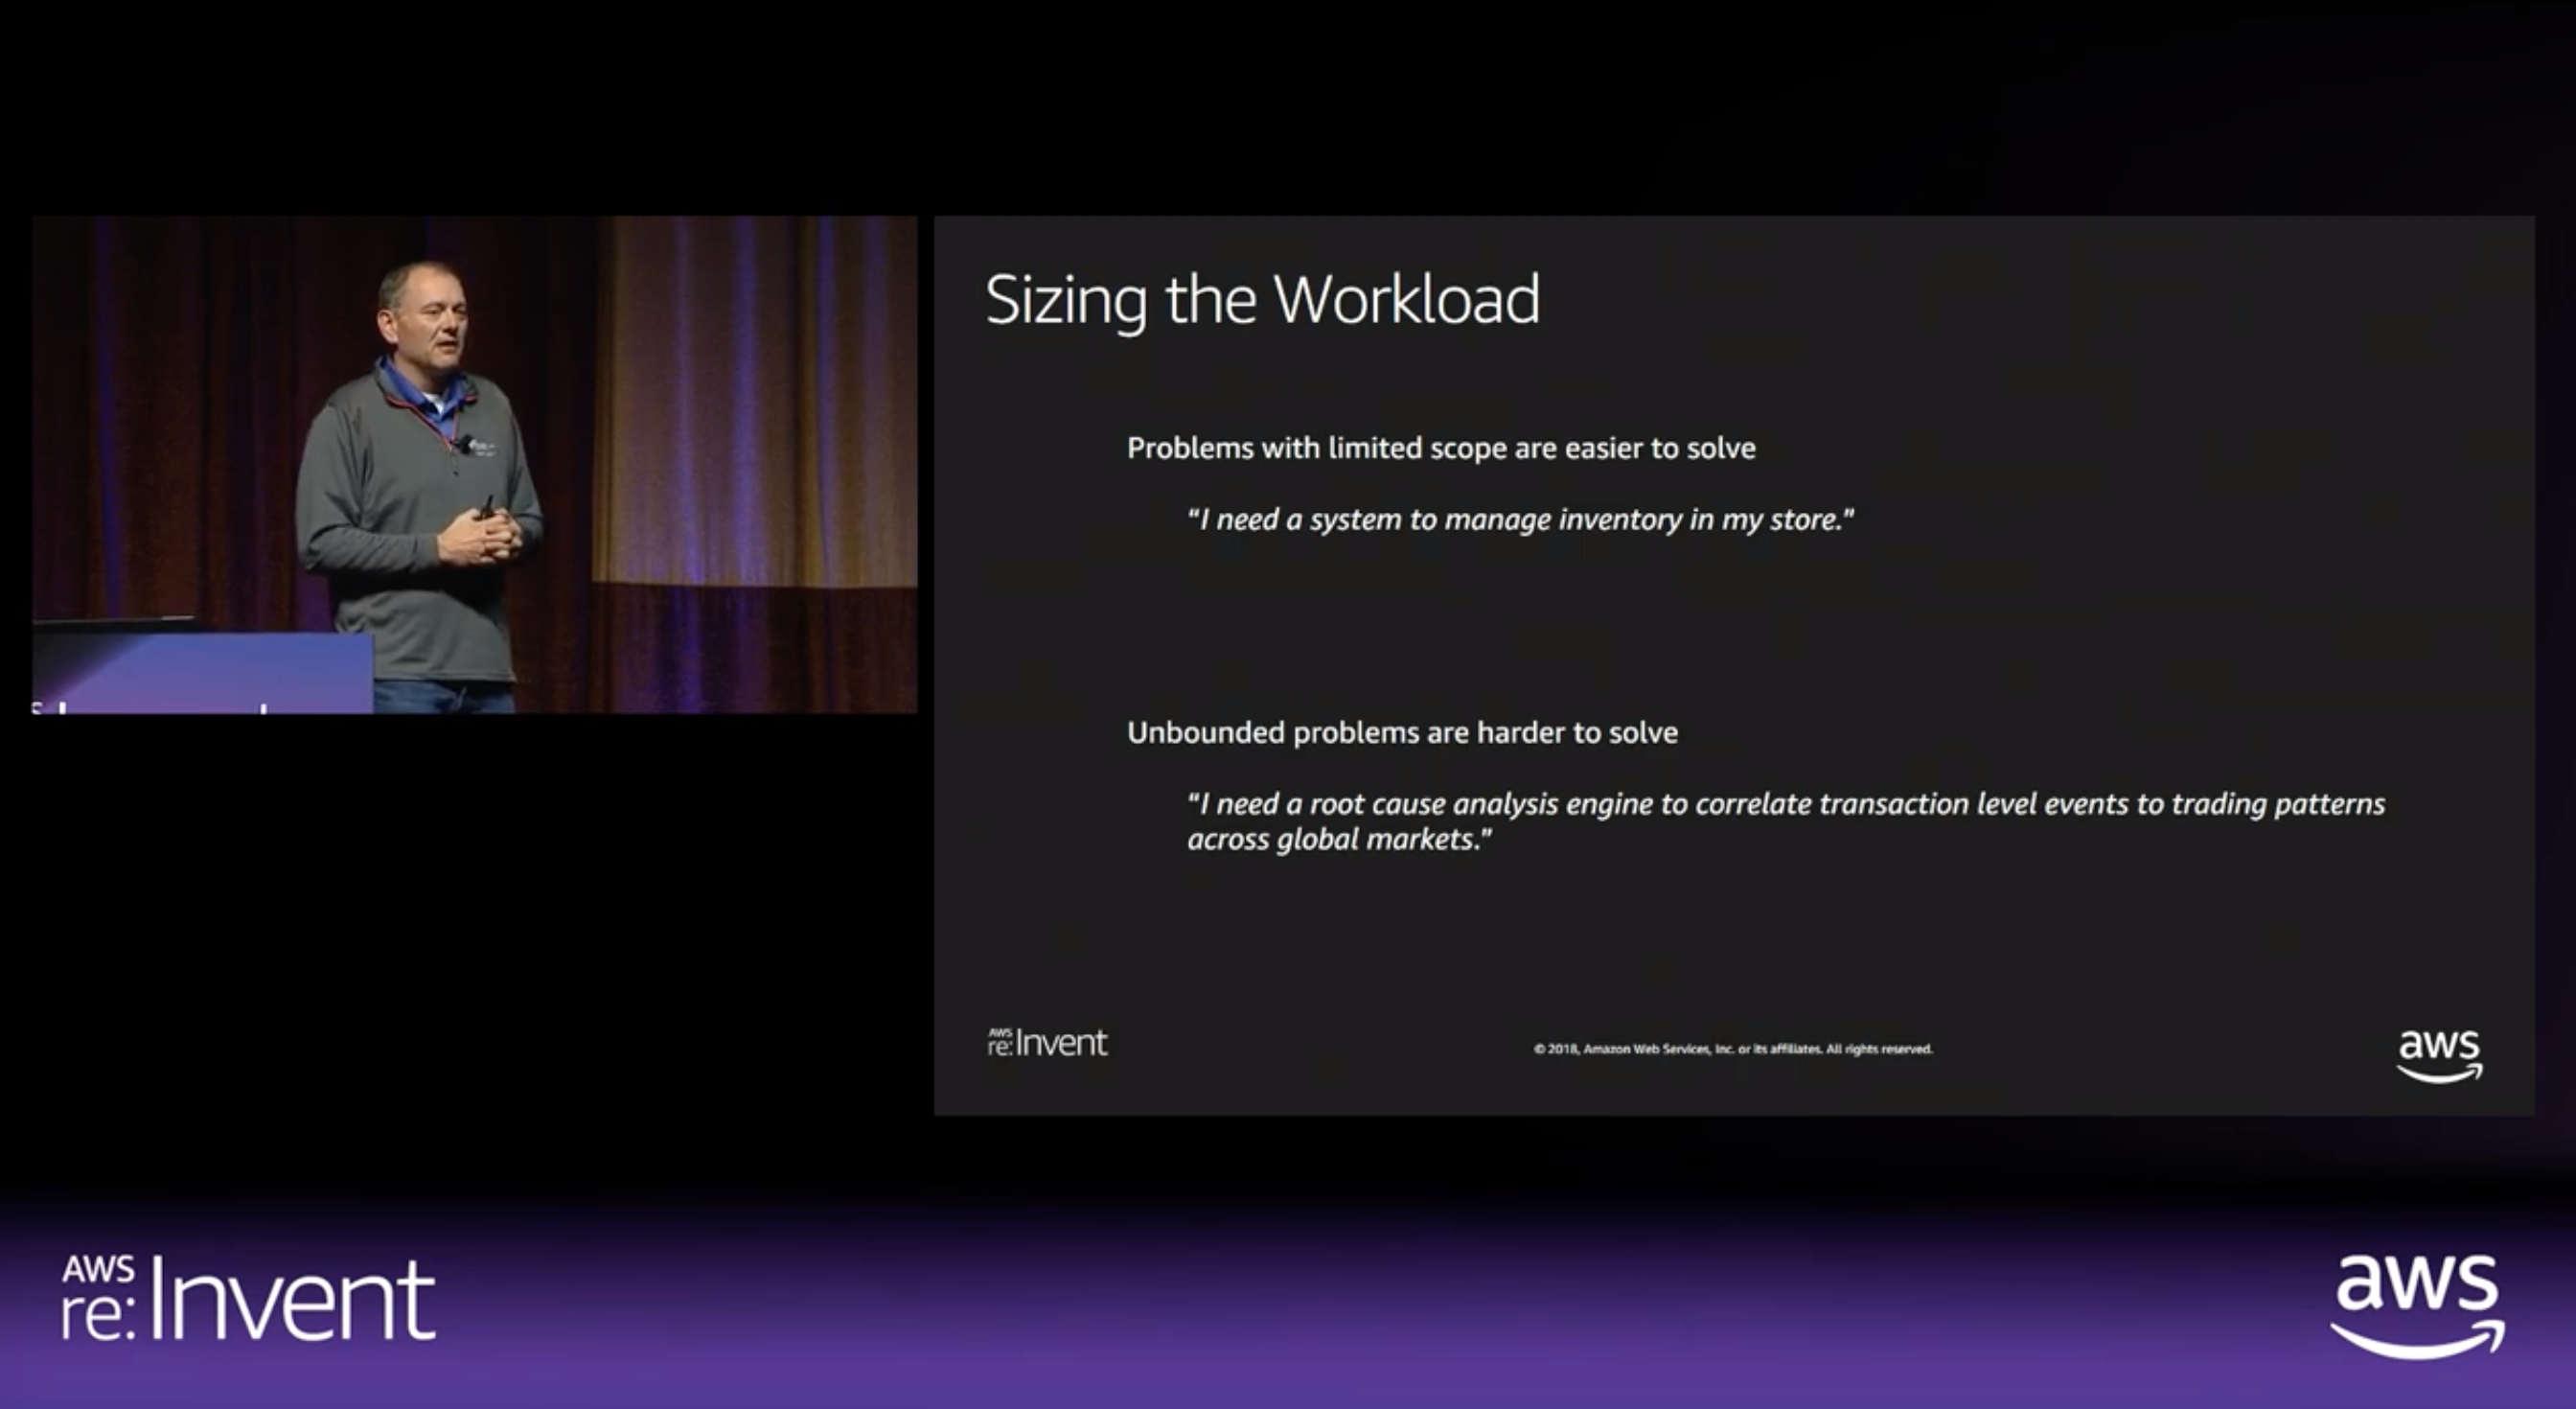 Sizing the Workload
Problems with limited scope are easier to solve
“I need a system to manage inventory in my store.”
Unbounded problems are harder to solve
“I need a root cause analysis engine to correlate transaction level events to trading patterns
across global markets.”
AWS
re:Invent
© 2018, Amazon Web Services, Inc. or its affiliates. All rights reserved.
aws
AWS
re:Invent
aws